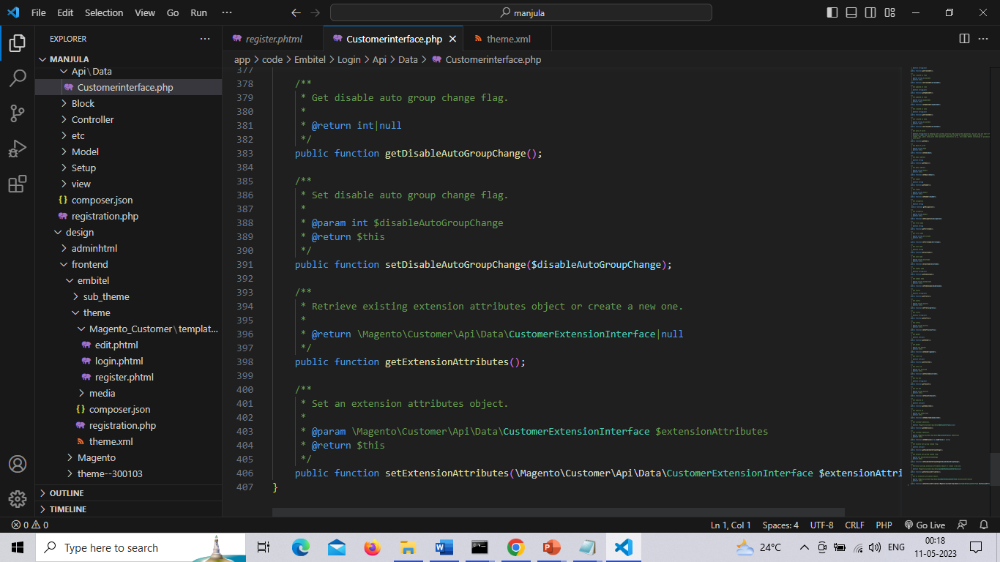 File Edit Selection View Go Run ··· manjula
EXPLORER ···
MANJULA
Api\Data
Customerinterface.php
Block
Controller
etc
Model
Setup
view
{} composer.json
registration.php
design
adminhtml
frontend
embitel
sub_theme
theme
Magento_Customer\templat...
edit.phtml
login.phtml
register.phtml
media
{} composer.json
registration.php
theme.xml
Magento
theme--300103
OUTLINE
TIMELINE
register.phtml Customerinterface.php theme.xml
app > code > Embitel > Login > Api > Data > Customerinterface.php
377
378 /**
379 * Get disable auto group change flag.
380 *
381 * @return int|null
382 */
383 public function getDisableAutoGroupChange();
384
385 /**
386 * Set disable auto group change flag.
387 *
388 * @param int $disableAutoGroupChange
389 * @return $this
390 */
391 public function setDisableAutoGroupChange($disableAutoGroupChange);
392
393 /**
394 * Retrieve existing extension attributes object or create a new one.
395 *
396 * @return \Magento\Customer\Api\Data\CustomerExtensionInterface|null
397 */
398 public function getExtensionAttributes();
399
400 /**
401 * Set an extension attributes object.
402 *
403 * @param \Magento\Customer\Api\Data\CustomerExtensionInterface $extensionAttributes
404 * @return $this
405 */
406 public function setExtensionAttributes(\Magento\Customer\Api\Data\CustomerExtensionInterface $extensionAttri
407 }
0 0 Ln 1, Col 1 Spaces: 4 UTF-8 CRLF PHP Go Live
Type here to search 24°C ENG 00:18
11-05-2023